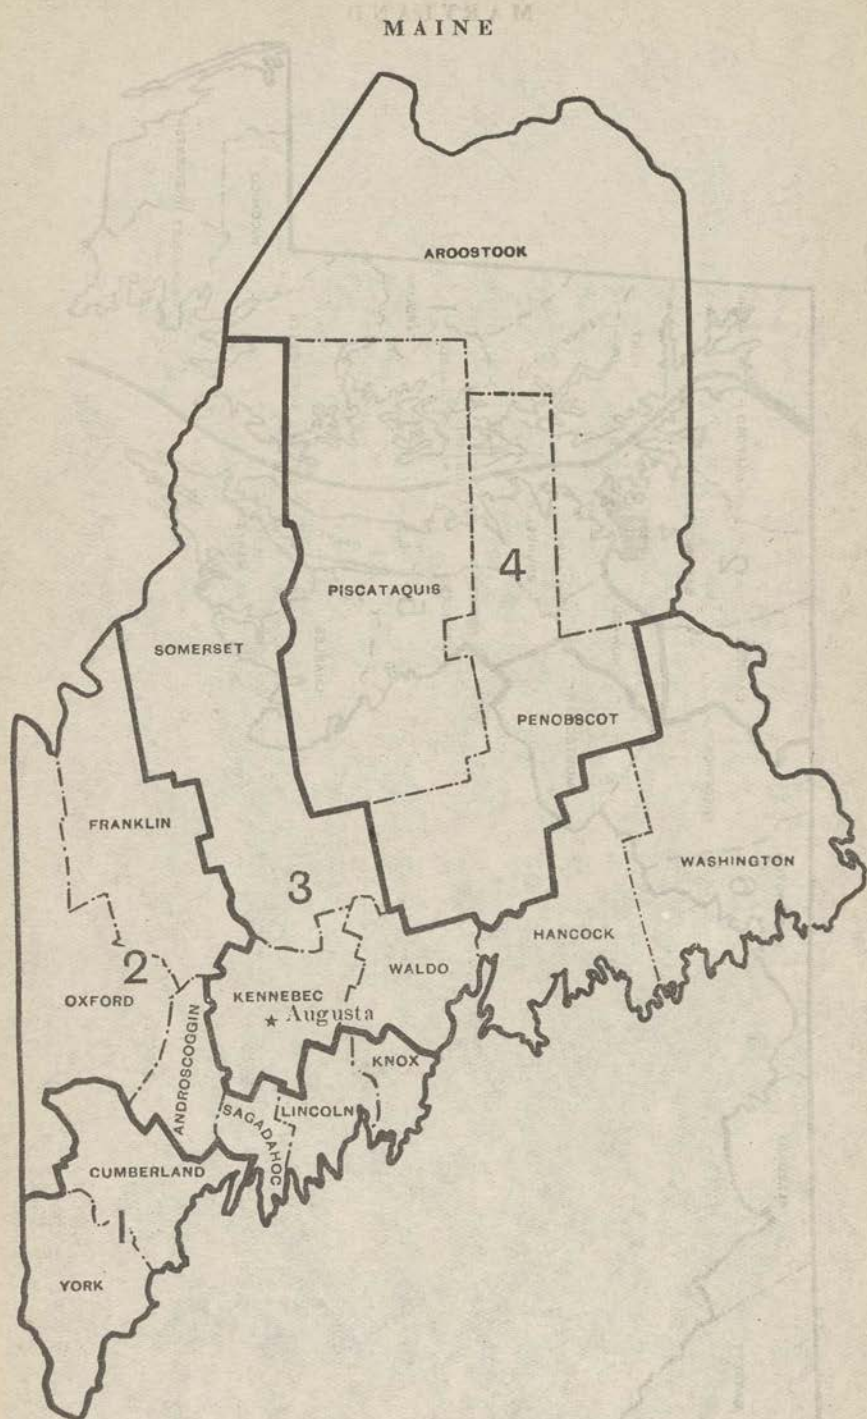 MAINE
AROOSTOOK
4
PISCATAQUIS
SOMERSET
PENOBSCOT
FRANKLIN
WASHINGTON
3
HANCOCK
2
WALDO
OXFORD
KENNEBEC
★ Augusta
ANDROSCOGGIN
KNOX
SAGADAHOC
LINCOLN
CUMBERLAND
1
YORK